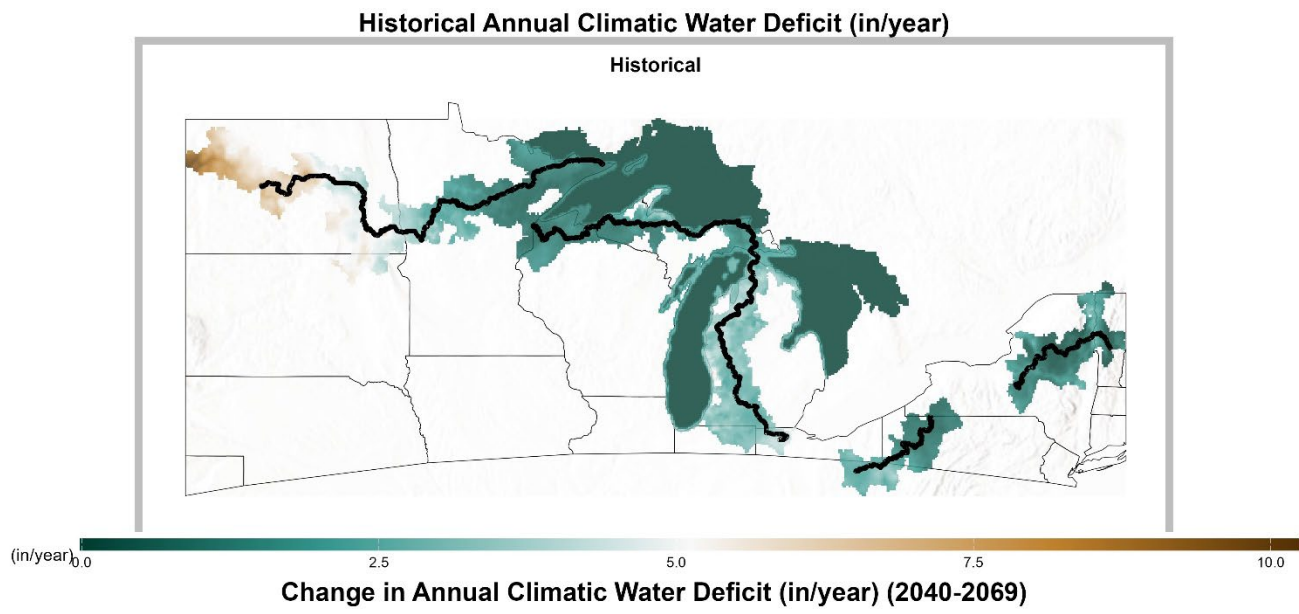 Historical Annual Climatic Water Deficit (in/year)
Historical
(in/year) 0.0 2.5 5.0 7.5 10.0
Change in Annual Climatic Water Deficit (in/year) (2040-2069)